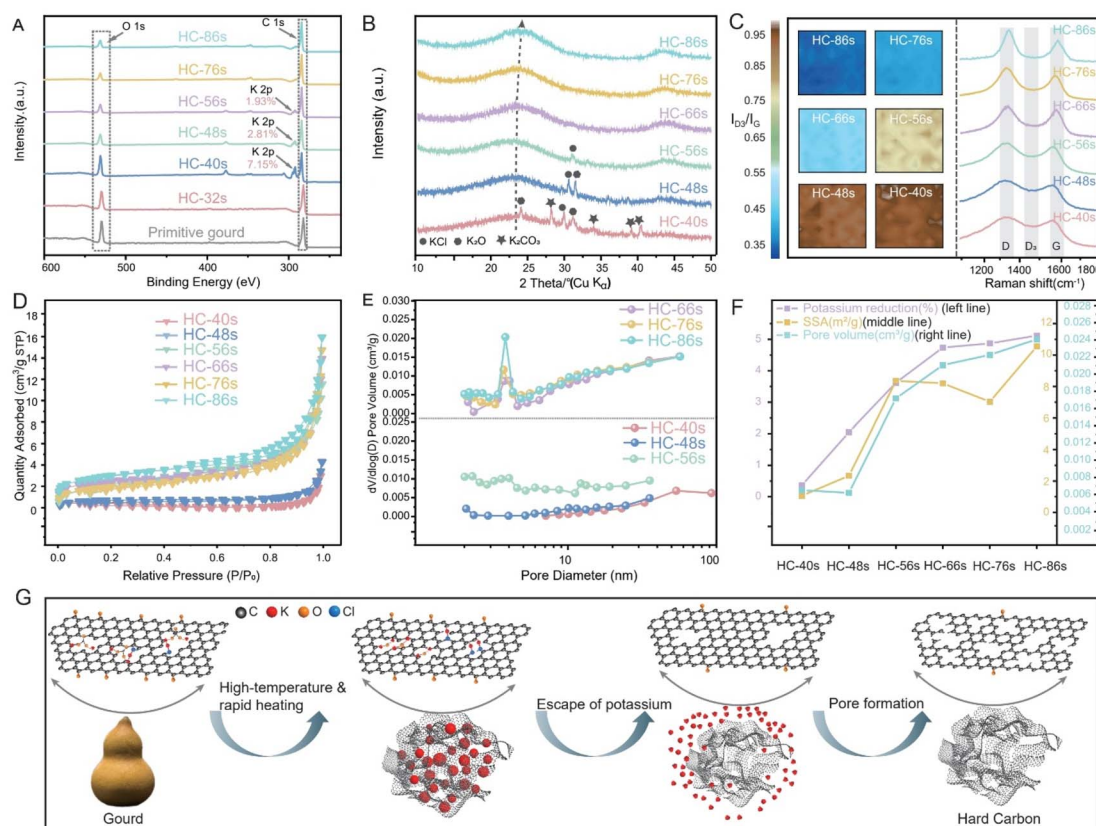 A
O 1s
C 1s
HC-86s
HC-76s
K 2p
1.93%
HC-56s
K 2p
2.81%
HC-48s
K 2p
7.15%
HC-40s
HC-32s
Primitive gourd
Intensity.(a.u.)
600 500 400 300
Binding Energy (eV)
B
HC-86s
HC-76s
HC-66s
HC-56s
HC-48s
HC-40s
KCl K₂O K₂CO₃
Intensity (a.u.)
10 15 20 25 30 35 40 45 50
2 Theta/°(Cu Kα)
C
0.95
0.85
0.75
I_D3/I_G
0.65
0.55
0.45
0.35
HC-86s HC-76s
HC-66s HC-56s
HC-48s HC-40s
HC-86s
HC-76s
HC-66s
HC-56s
HC-48s
HC-40s
D D₃ G
1200 1400 1600 1800
Raman shift(cm⁻¹)
D
18
16
14
12
10
8
6
4
2
0
HC-40s
HC-48s
HC-56s
HC-66s
HC-76s
HC-86s
Quantity Adsorbed (cm³/g STP)
0.0 0.2 0.4 0.6 0.8 1.0
Relative Pressure (P/P₀)
E
0.030
0.025
0.020
0.015
0.010
0.005
0.000
HC-66s
HC-76s
HC-86s
0.025
0.020
0.015
0.010
0.005
0.000
HC-40s
HC-48s
HC-56s
dV/dlog(D) Pore Volume (cm³/g)
10 100
Pore Diameter (nm)
F
Potassium reduction(%) (left line)
SSA(m²/g)(middle line)
Pore volume(cm³/g)(right line)
5
4
3
2
1
0
12
10
8
6
4
2
0
0.028
0.026
0.024
0.022
0.020
0.018
0.016
0.014
0.012
0.010
0.008
0.006
0.004
0.002
HC-40s HC-48s HC-56s HC-66s HC-76s HC-86s
G
C K O Cl
High-temperature &
rapid heating
Escape of potassium
Pore formation
Gourd
Hard Carbon